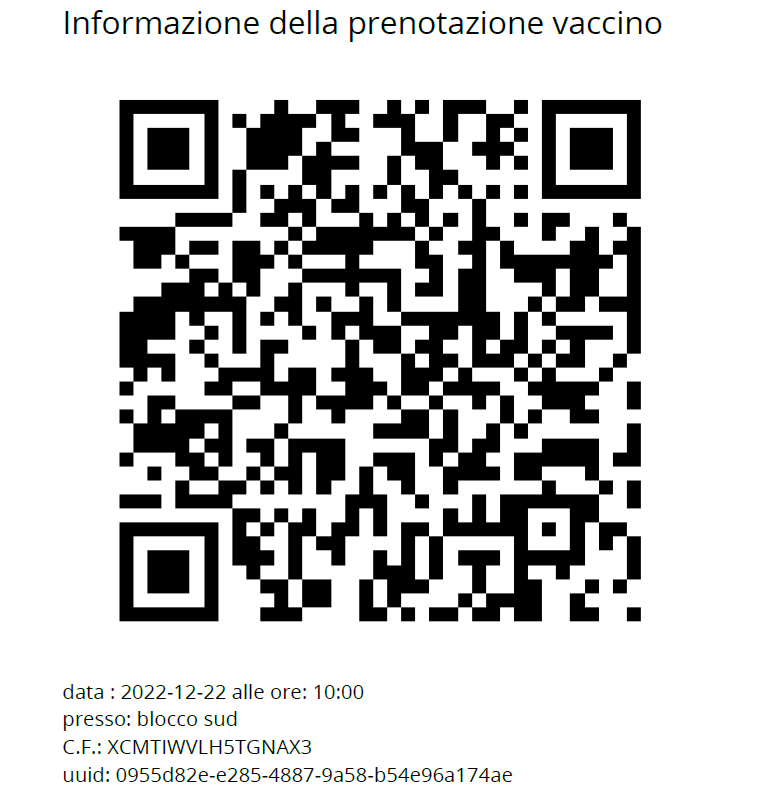 Informazione della prenotazione vaccino
data : 2022-12-22 alle ore: 10:00
presso: blocco sud
C.F.: XCMTIWVLH5TGNAX3
uuid: 0955d82e-e285-4887-9a58-b54e96a174ae